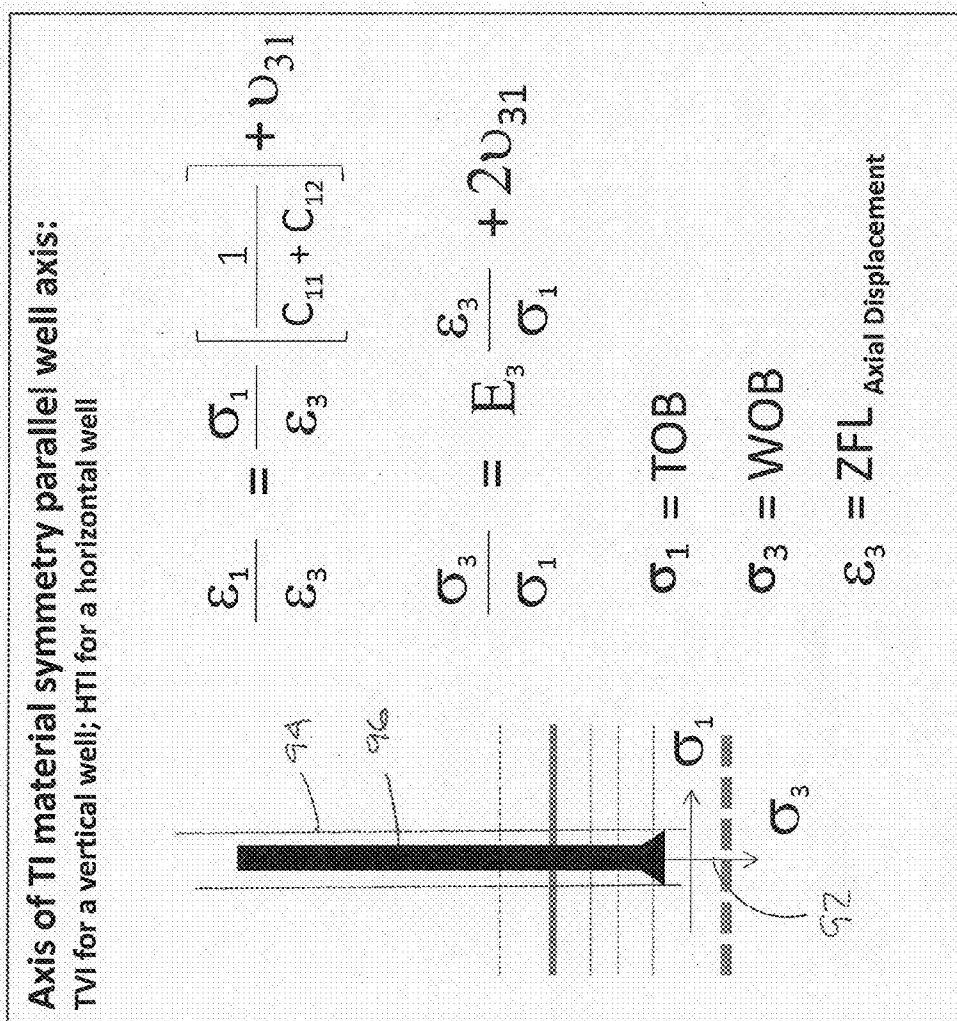 Axis of TI material symmetry parallel well axis:
TVI for a vertical well; HTI for a horizontal well
ε₁/ε₃ = σ₁/ε₃ [1/(C₁₁ + C₁₂)] + υ₃₁
σ₃/σ₁ = E₃ ε₃/σ₁ + 2υ₃₁
σ₁ = TOB
σ₃ = WOB
ε₃ = ZFL Axial Displacement
94
96
σ₁
σ₃
92